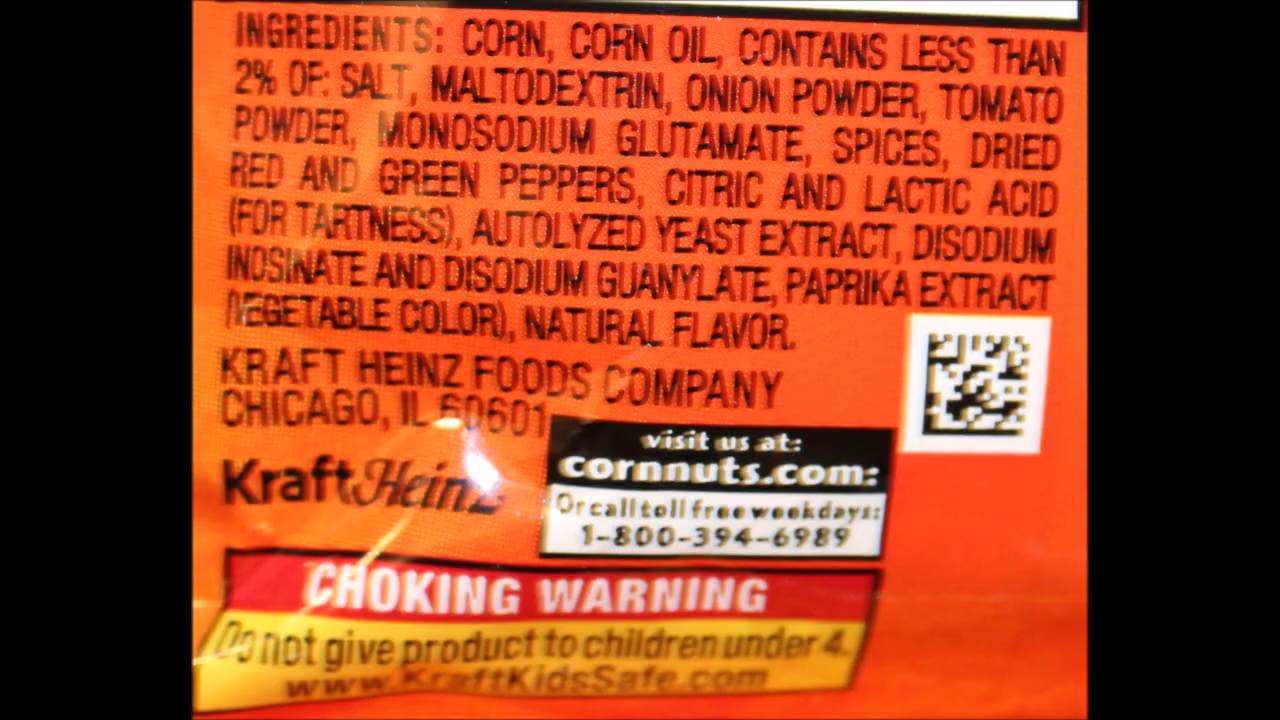 INGREDIENTS: CORN, CORN OIL, CONTAINS LESS THAN
2% OF: SALT, MALTODEXTRIN, ONION POWDER, TOMATO
POWDER, MONOSODIUM GLUTAMATE, SPICES, DRIED
RED AND GREEN PEPPERS, CITRIC AND LACTIC ACID
(FOR TARTNESS), AUTOLYZED YEAST EXTRACT, DISODIUM
INOSINATE AND DISODIUM GUANYLATE, PAPRIKA EXTRACT
(VEGETABLE COLOR), NATURAL FLAVOR.
KRAFT HEINZ FOODS COMPANY
CHICAGO, IL 60601
KraftHeinz
visit us at:
cornnuts.com:
Or call toll free weekdays:
1-800-394-6989
CHOKING WARNING
Do not give product to children under 4.
www.KraftKidsSafe.com